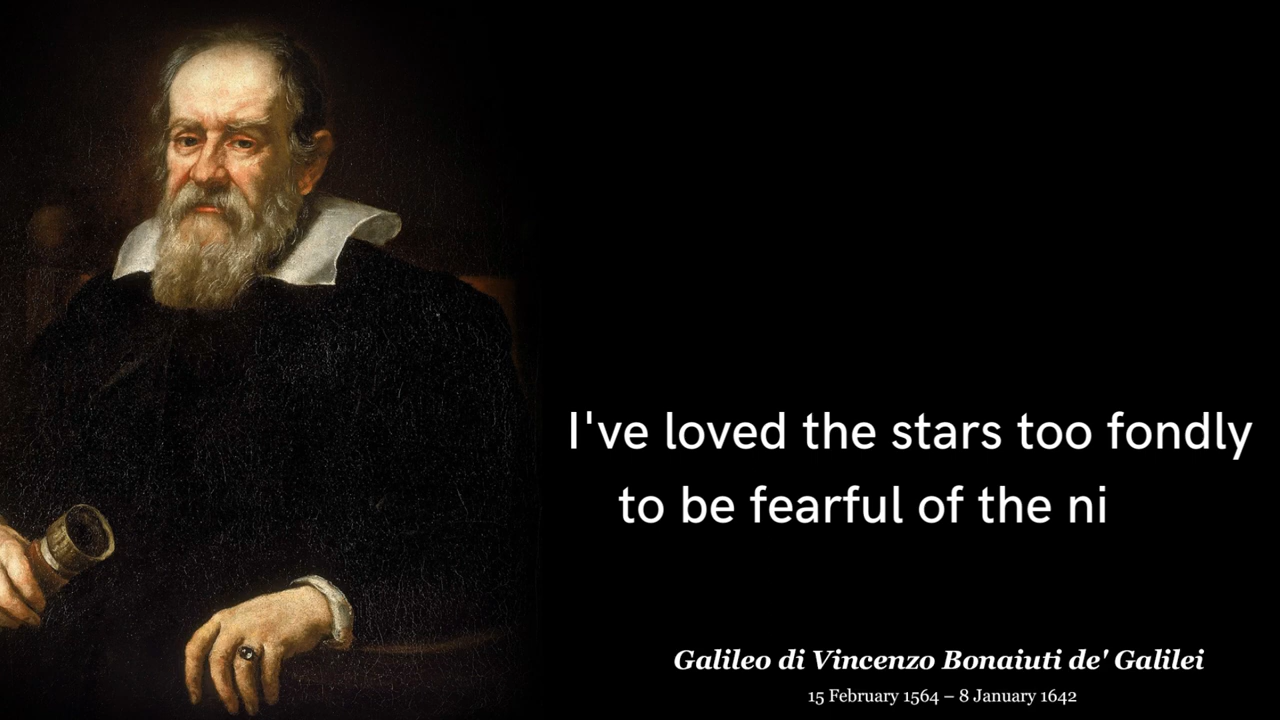 I've loved the stars too fondly
to be fearful of the ni
Galileo di Vincenzo Bonaiuti de' Galilei
15 February 1564 – 8 January 1642